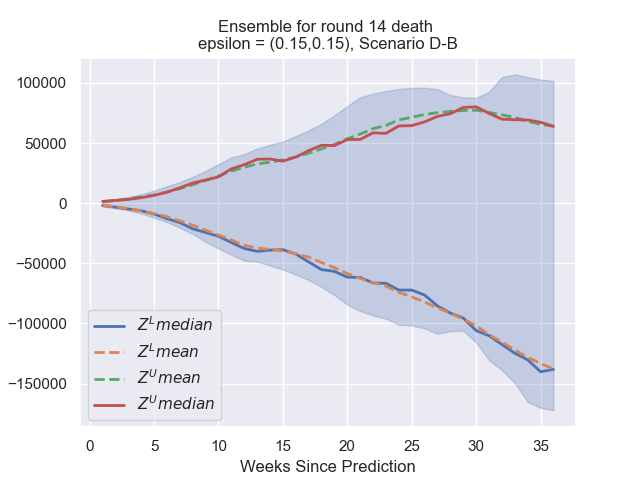 Ensemble for round 14 death
epsilon = (0.15,0.15), Scenario D-B
100000
50000
0
−50000
−100000
−150000
Z^L median
Z^L mean
Z^U mean
Z^U median
0 5 10 15 20 25 30 35
Weeks Since Prediction